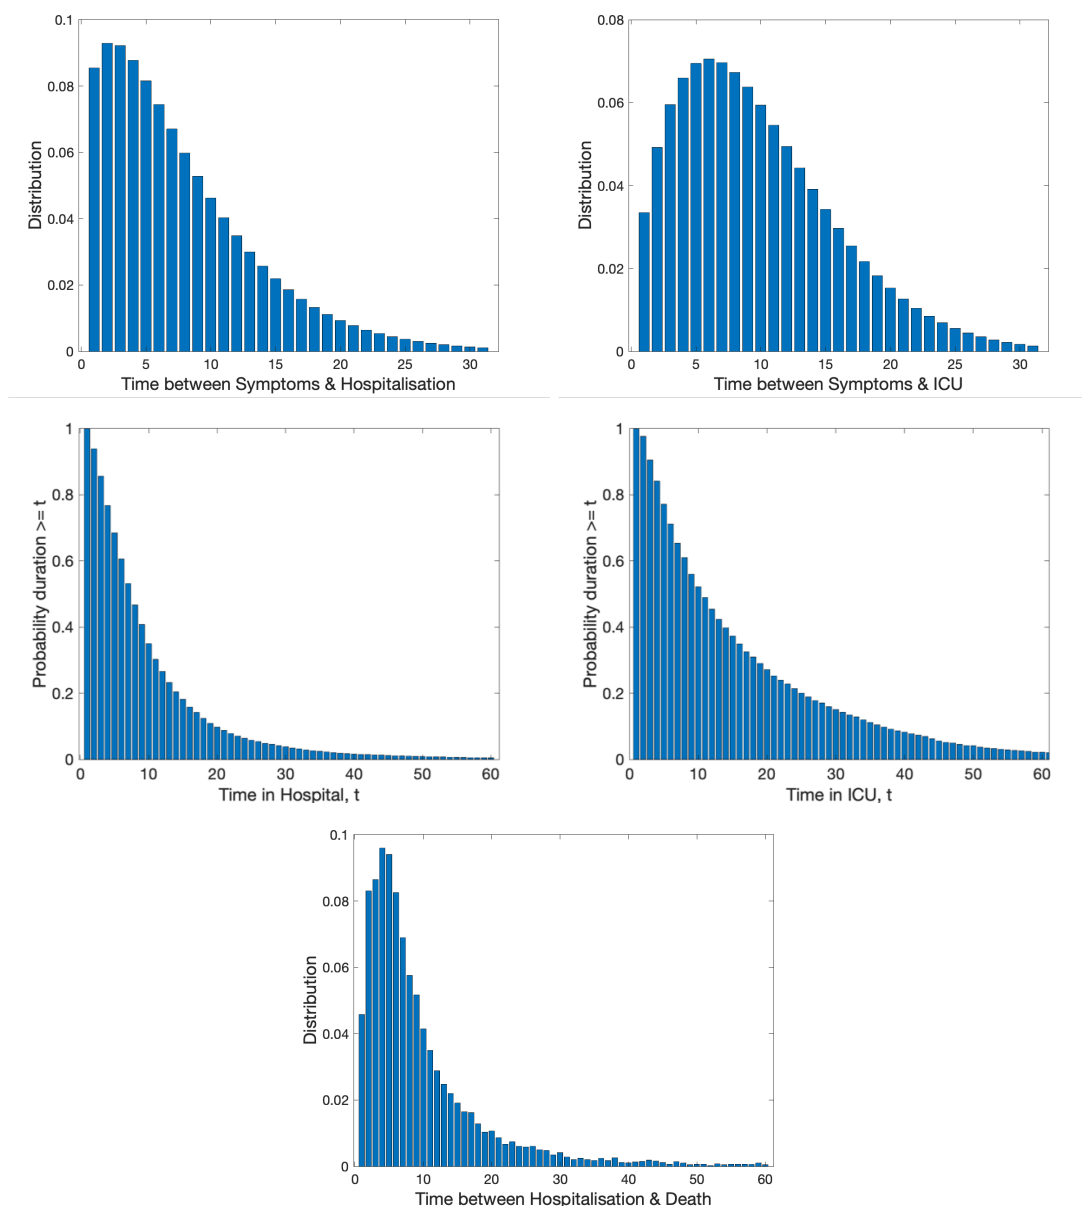 0.1
0.08
0.06
0.04
0.02
0
Distribution
0 5 10 15 20 25 30
Time between Symptoms & Hospitalisation
0.08
0.06
0.04
0.02
0
Distribution
0 5 10 15 20 25 30
Time between Symptoms & ICU
1
0.8
0.6
0.4
0.2
0
Probability duration >= t
0 10 20 30 40 50 60
Time in Hospital, t
1
0.8
0.6
0.4
0.2
0
Probability duration >= t
0 10 20 30 40 50 60
Time in ICU, t
0.1
0.08
0.06
0.04
0.02
0
Distribution
0 10 20 30 40 50 60
Time between Hospitalisation & Death